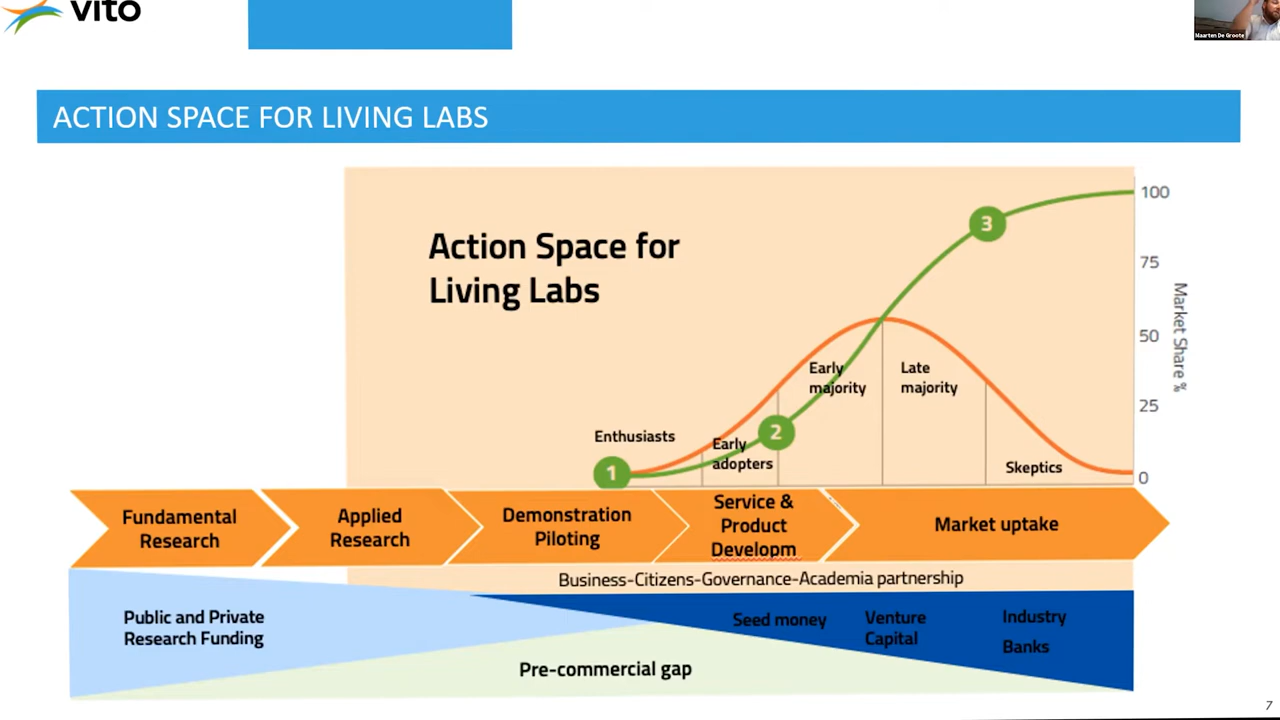 vito
Maarten De Groote
ACTION SPACE FOR LIVING LABS
Action Space for
Living Labs
100
75
50
25
0
Market Share %
Enthusiasts
Early
adopters
Early
majority
Late
majority
Skeptics
1
2
3
Fundamental
Research
Applied
Research
Demonstration
Piloting
Service &
Product
Developm
Market uptake
Business-Citizens-Governance-Academia partnership
Public and Private
Research Funding
Seed money
Venture
Capital
Industry
Banks
Pre-commercial gap
7